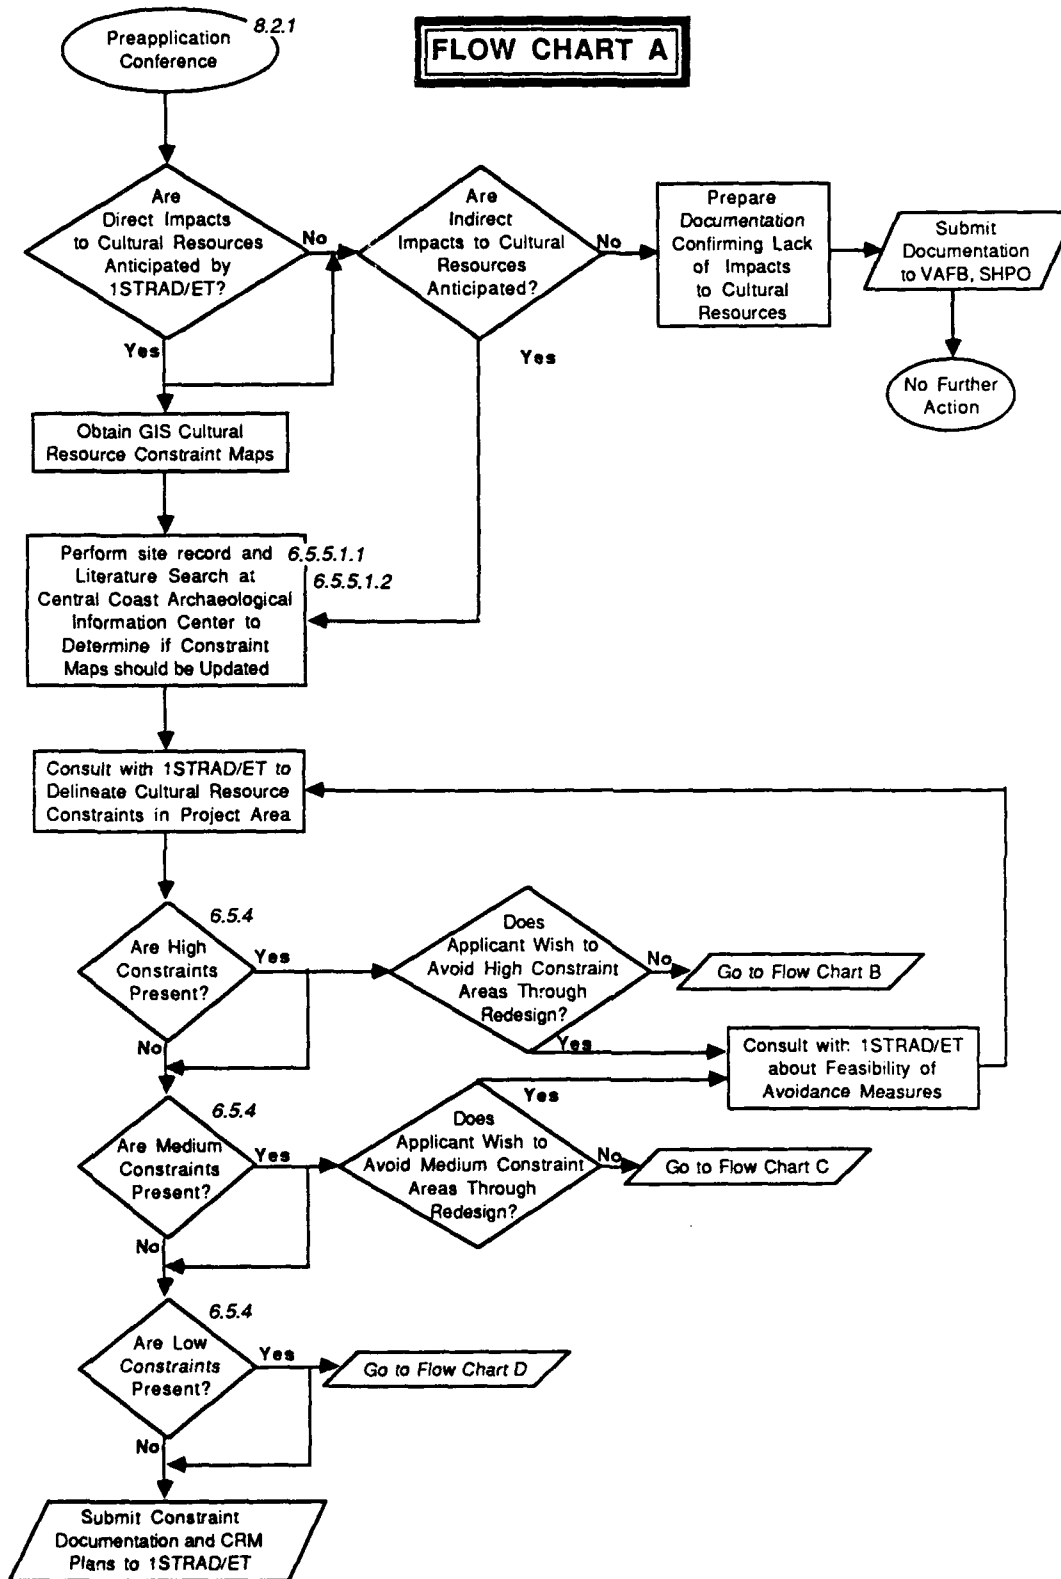 8.2.1
Preapplication
Conference
FLOW CHART A
Are
Direct Impacts
to Cultural Resources
Anticipated by
1STRAD/ET?
No
Yes
Are
Indirect
Impacts to Cultural
Resources
Anticipated?
No
Yes
Prepare
Documentation
Confirming Lack
of Impacts
to Cultural
Resources
Submit
Documentation
to VAFB, SHPO
No Further
Action
Obtain GIS Cultural
Resource Constraint Maps
Perform site record and
Literature Search at
Central Coast Archaeological
Information Center to
Determine if Constraint
Maps should be Updated
6.5.5.1.1
6.5.5.1.2
Consult with 1STRAD/ET to
Delineate Cultural Resource
Constraints in Project Area
6.5.4
Are High
Constraints
Present?
Yes
No
Does
Applicant Wish to
Avoid High Constraint
Areas Through
Redesign?
No
Go to Flow Chart B
Yes
Consult with 1STRAD/ET
about Feasibility of
Avoidance Measures
6.5.4
Are Medium
Constraints
Present?
Yes
No
Yes
Does
Applicant Wish to
Avoid Medium Constraint
Areas Through
Redesign?
No
Go to Flow Chart C
6.5.4
Are Low
Constraints
Present?
Yes
Go to Flow Chart D
No
Submit Constraint
Documentation and CRM
Plans to 1STRAD/ET